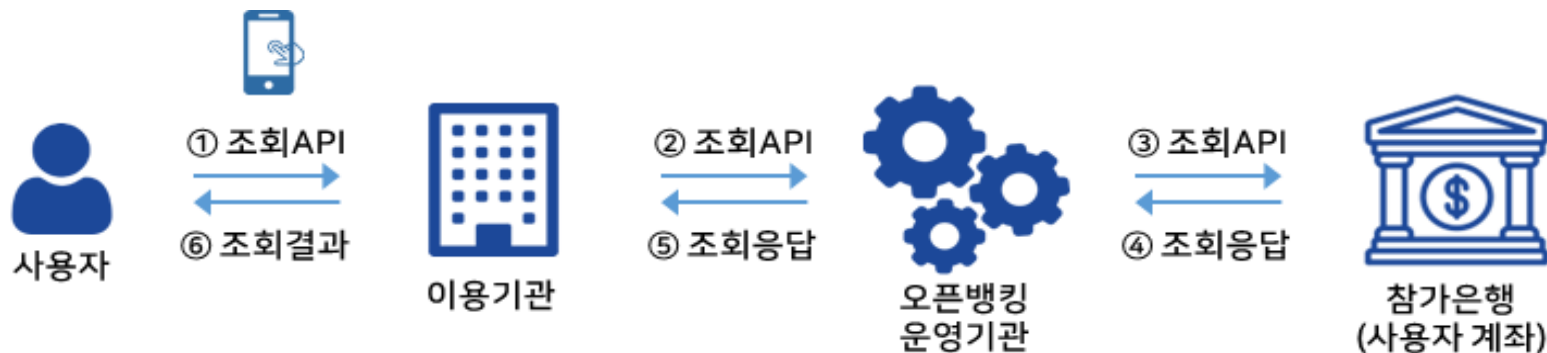 ① 조회API
⑥ 조회결과
사용자
이용기관
② 조회API
⑤ 조회응답
오픈뱅킹
운영기관
③ 조회API
④ 조회응답
$
참가은행
(사용자 계좌)